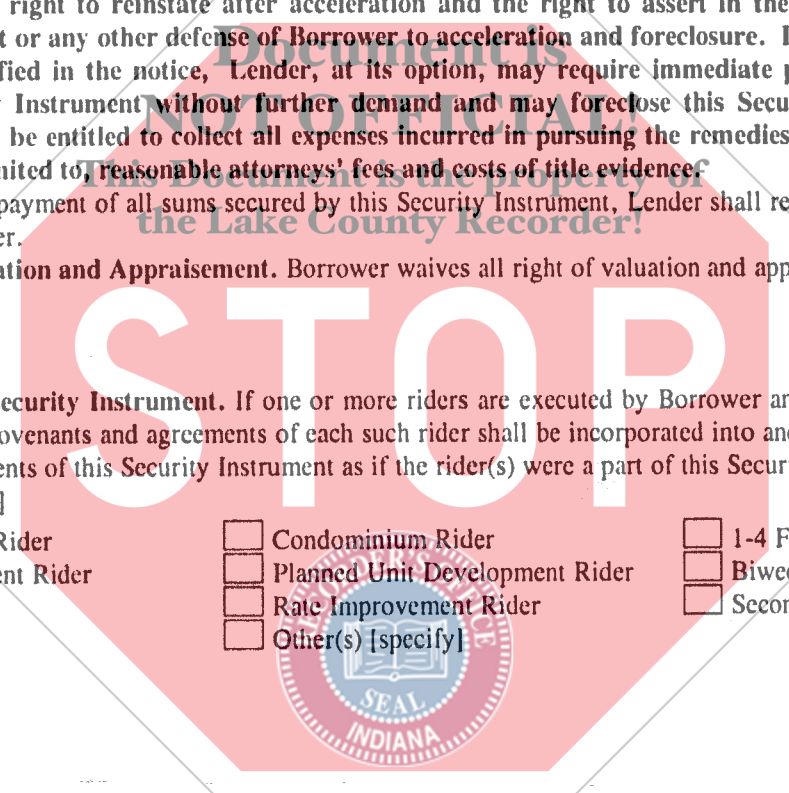 right to reinstate after acceleration and the right to assert in the
t or any other defense of Borrower to acceleration and foreclosure.
Document is
fied in the notice, Lender, at its option, may require immediate p
y Instrument without further demand and may foreclose this Secu
NOT OFFICIAL!
be entitled to collect all expenses incurred in pursuing the remedies
nited to, reasonable attorneys' fees and costs of title evidence.
This Document is the property of
payment of all sums secured by this Security Instrument, Lender shall re
the Lake County Recorder!
er.
ation and Appraisement. Borrower waives all right of valuation and app
STOP
ecurity Instrument. If one or more riders are executed by Borrower an
ovenants and agreements of each such rider shall be incorporated into and
ents of this Security Instrument as if the rider(s) were a part of this Secur
]
Rider Condominium Rider 1-4 F
ent Rider Planned Unit Development Rider Biwee
Rate Improvement Rider Secon
Other(s) [specify]
RECORDER'S OFFICE
SEAL
INDIANA